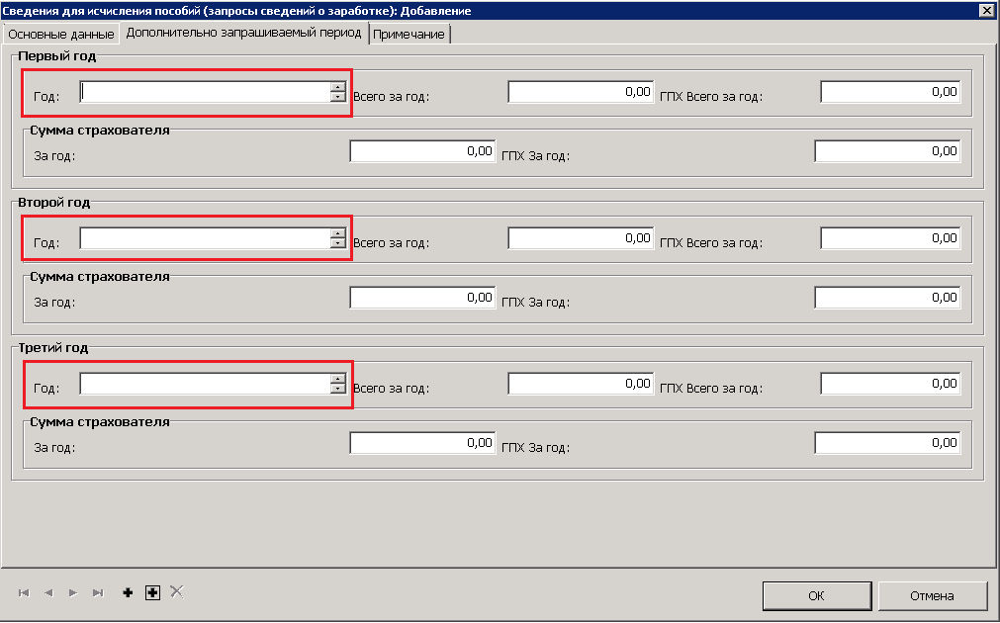 Сведения для исчисления пособий (запросы сведений о заработке): Добавление
Основные данные Дополнительно запрашиваемый период Примечание
Первый год
Год: Всего за год: 0,00 ГПХ Всего за год: 0,00
Сумма страхователя
За год: 0,00 ГПХ За год: 0,00
Второй год
Год: Всего за год: 0,00 ГПХ Всего за год: 0,00
Сумма страхователя
За год: 0,00 ГПХ За год: 0,00
Третий год
Год: Всего за год: 0,00 ГПХ Всего за год: 0,00
Сумма страхователя
За год: 0,00 ГПХ За год: 0,00
ОК Отмена